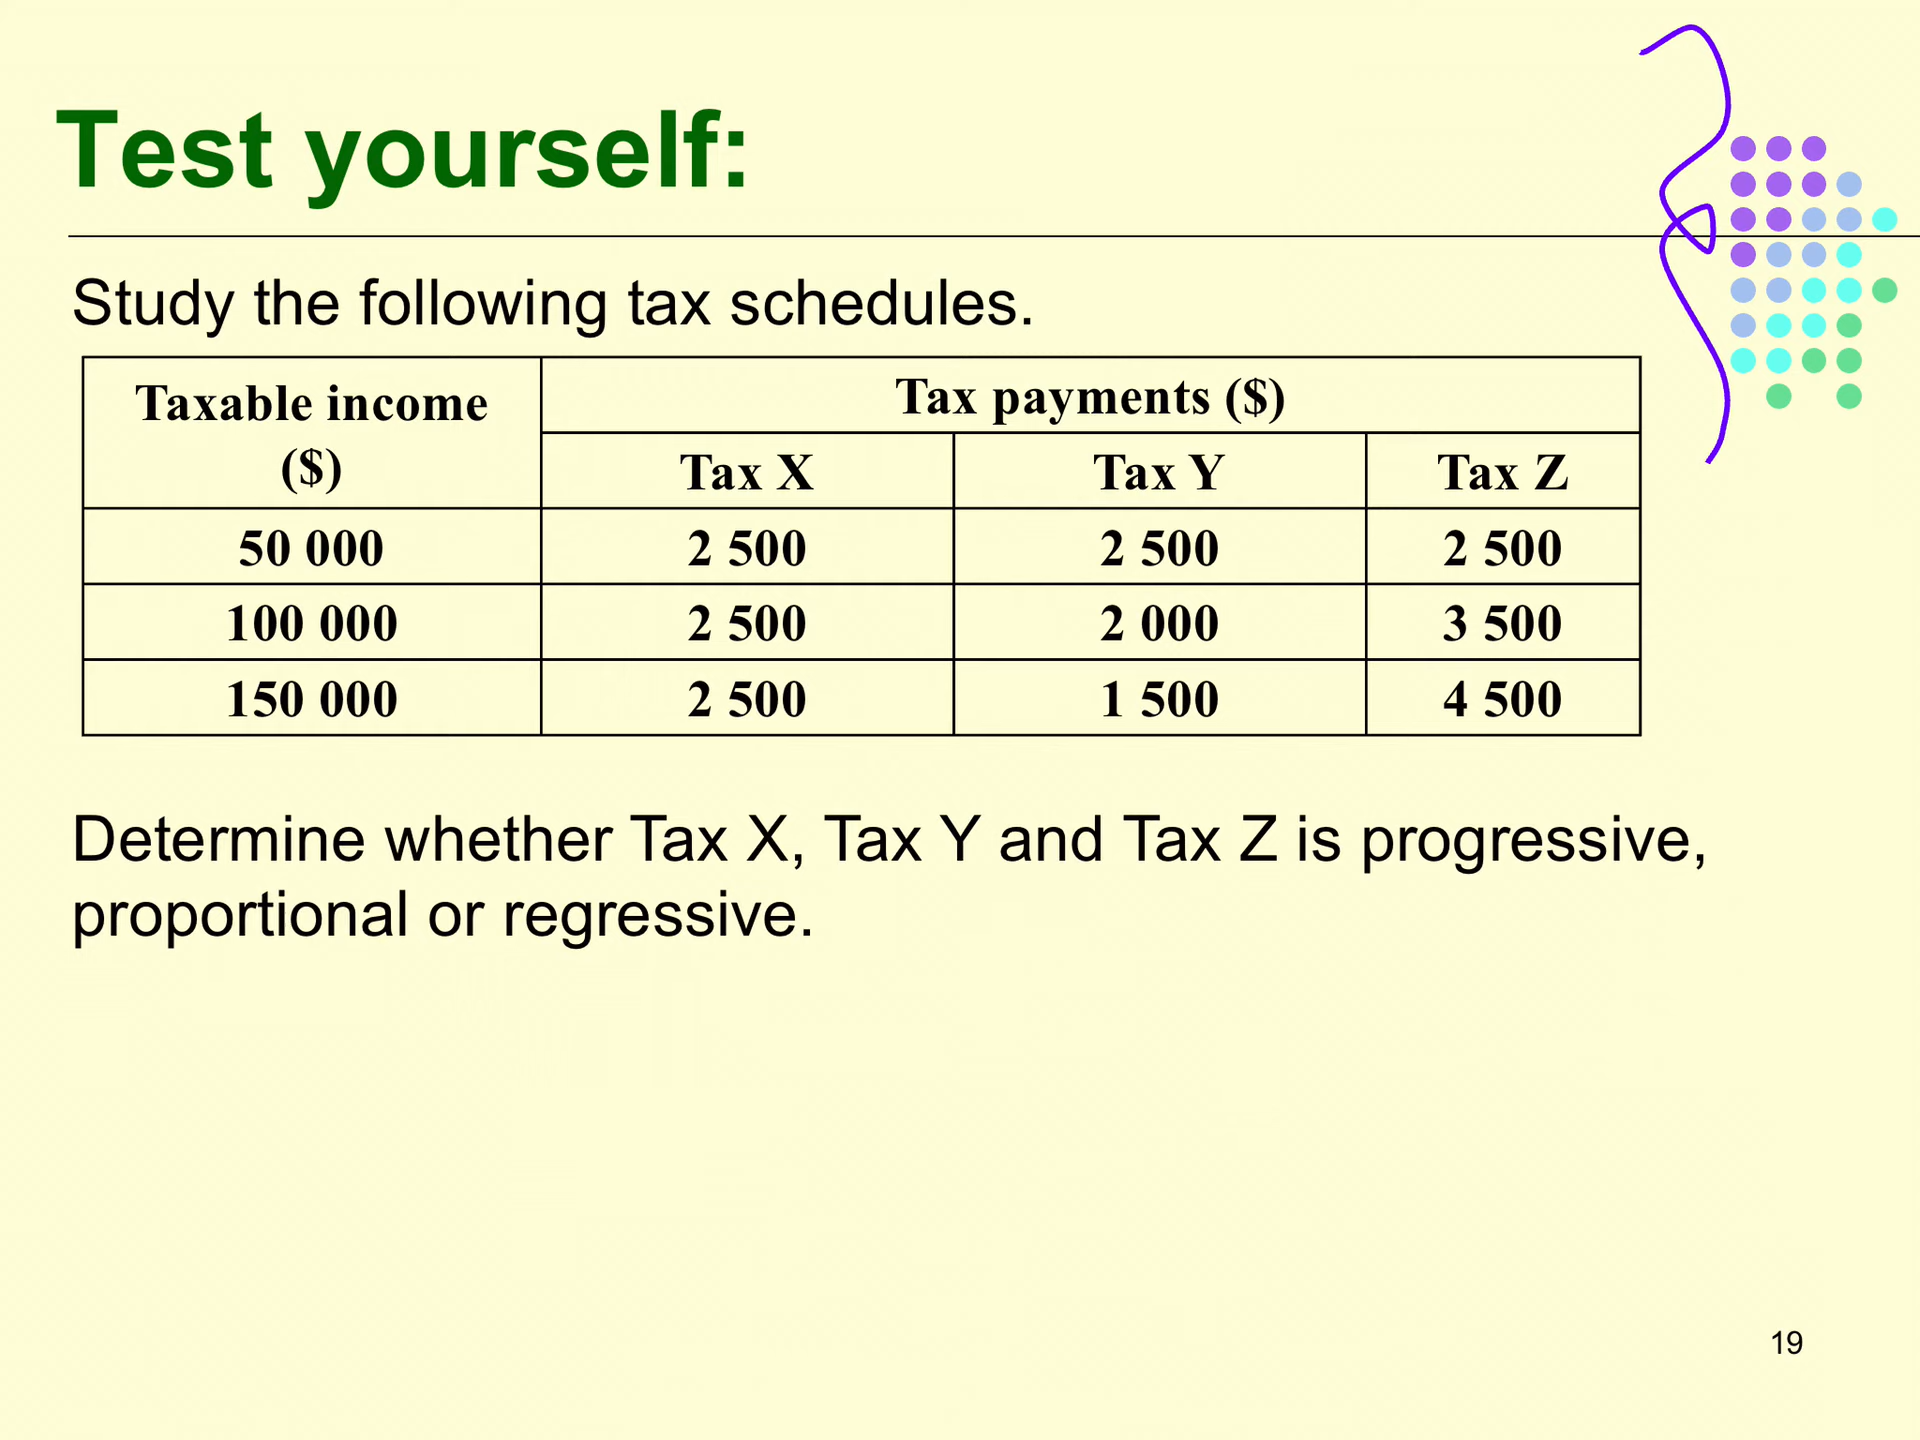 Test yourself:
Study the following tax schedules.
Taxable income ($) Tax payments ($)
Tax X Tax Y Tax Z
50 000 2 500 2 500 2 500
100 000 2 500 2 000 3 500
150 000 2 500 1 500 4 500
Determine whether Tax X, Tax Y and Tax Z is progressive,
proportional or regressive.
19